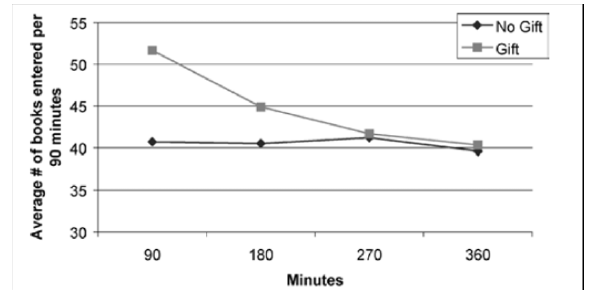 Average # of books entered per
90 minutes
55
50
45
40
35
30
90 180 270 360
Minutes
No Gift
Gift